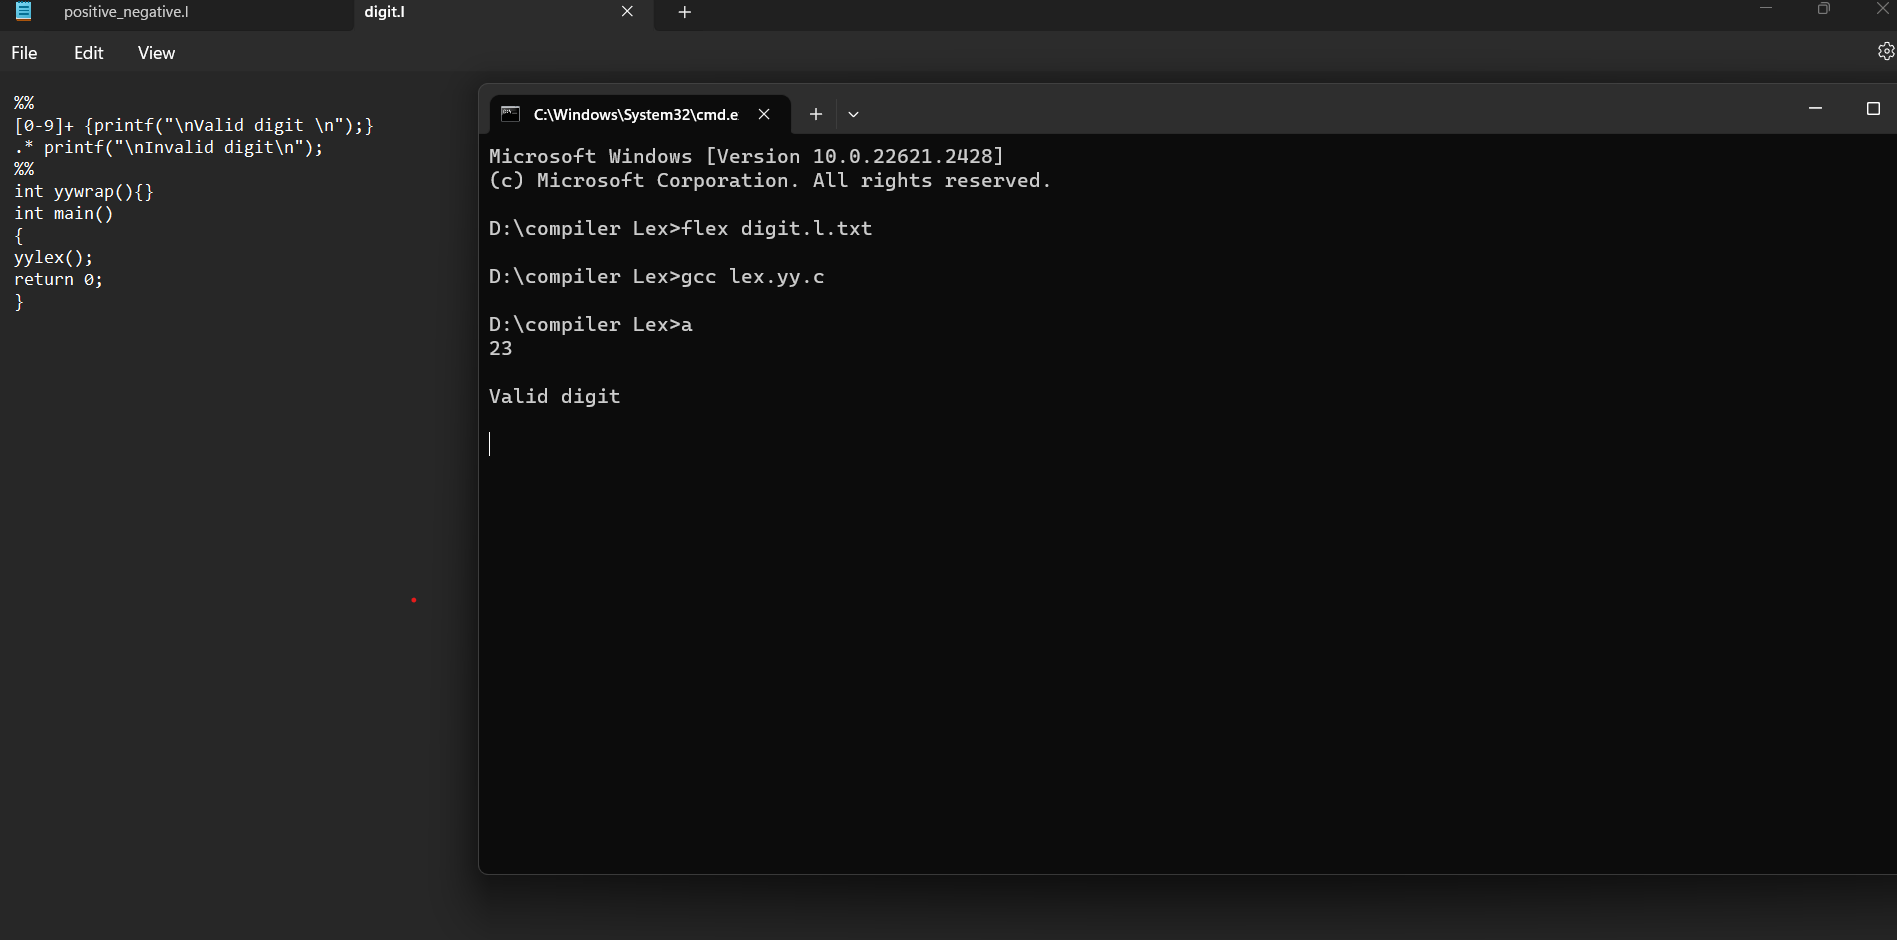 positive_negative.l
digit.l
File Edit View
%%
[0-9]+ {printf("\nValid digit \n");}
.* printf("\nInvalid digit\n");
%%
int yywrap(){}
int main()
{
yylex();
return 0;
}
C:\Windows\System32\cmd.e
Microsoft Windows [Version 10.0.22621.2428]
(c) Microsoft Corporation. All rights reserved.
D:\compiler Lex>flex digit.l.txt
D:\compiler Lex>gcc lex.yy.c
D:\compiler Lex>a
23
Valid digit